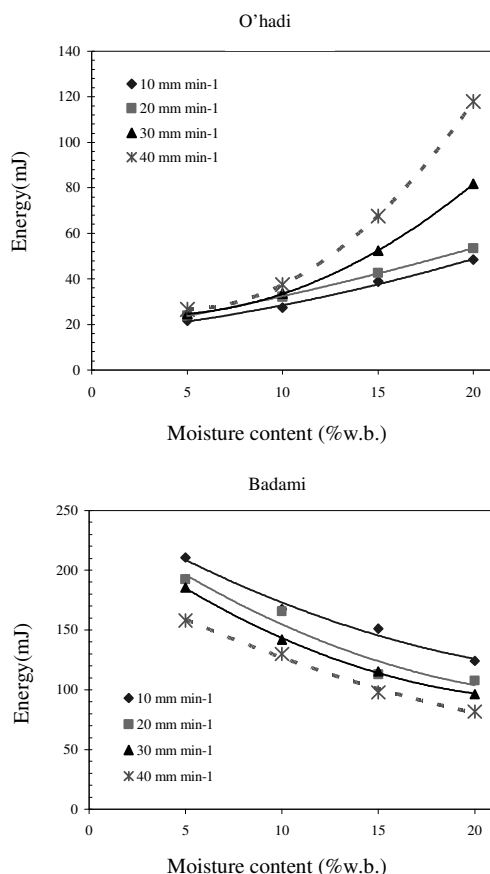 O’hadi
140
120
100
80
60
40
20
0
Energy(mJ)
10 mm min-1
20 mm min-1
30 mm min-1
40 mm min-1
0 5 10 15 20
Moisture content (%w.b.)
Badami
250
200
150
100
50
0
Energy(mJ)
10 mm min-1
20 mm min-1
30 mm min-1
40 mm min-1
0 5 10 15 20
Moisture content (%w.b.)